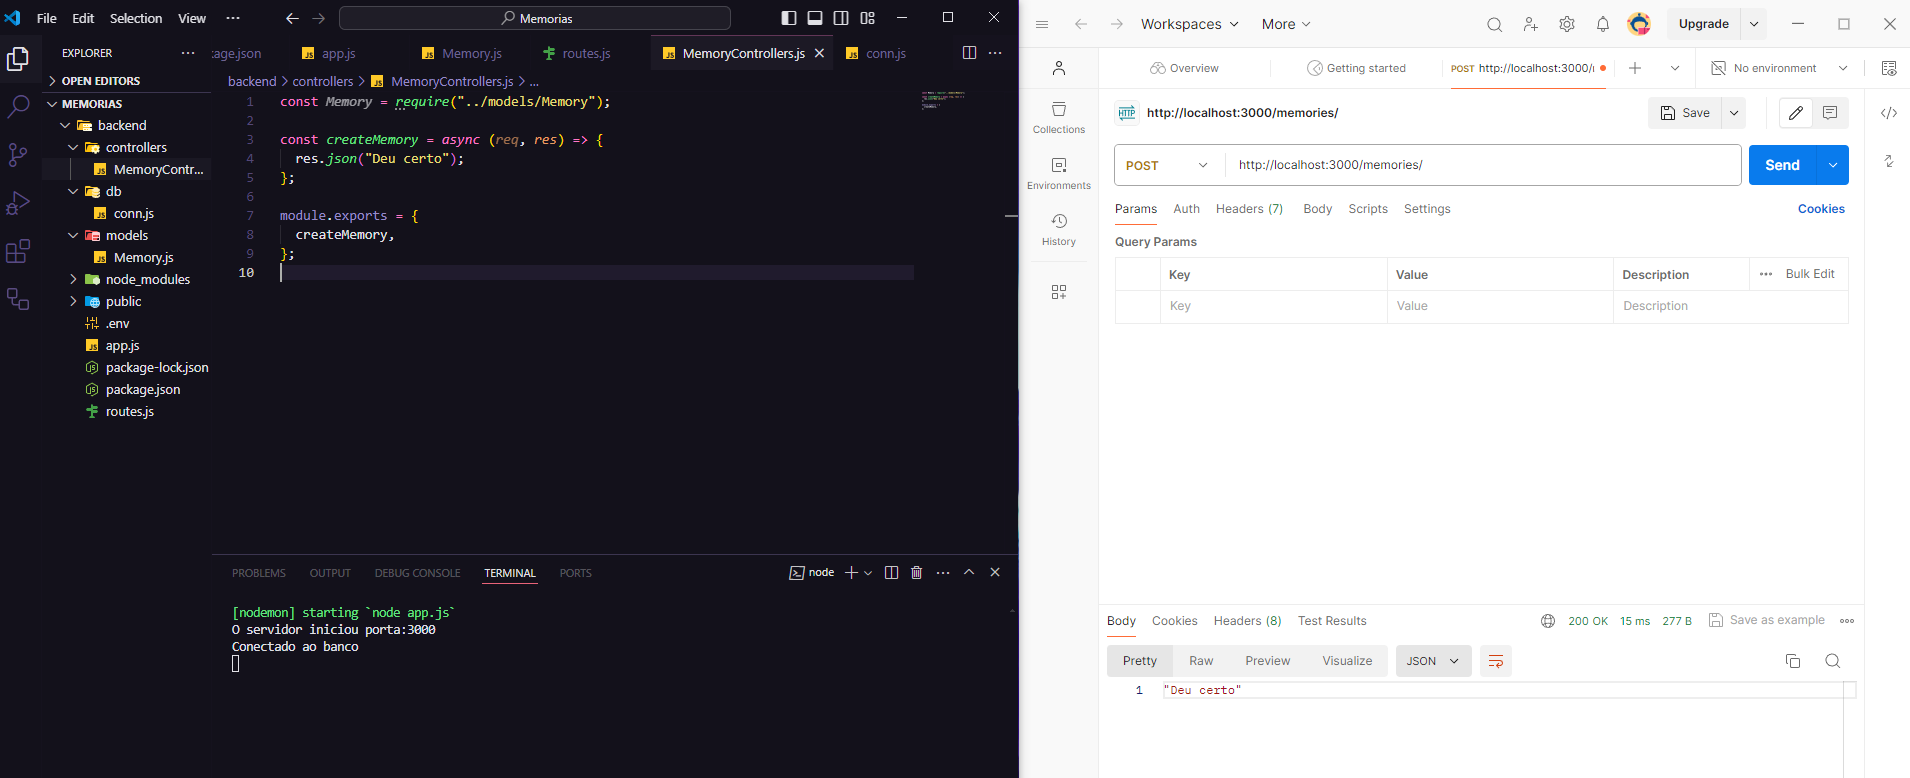 File Edit Selection View ··· Memorias
EXPLORER ···
OPEN EDITORS
MEMORIAS
backend
controllers
MemoryContr...
db
conn.js
models
Memory.js
node_modules
public
.env
app.js
package-lock.json
package.json
routes.js
kage.json app.js Memory.js routes.js MemoryControllers.js conn.js
backend > controllers > MemoryControllers.js > ...
1 const Memory = require("../models/Memory");
2
3 const createMemory = async (req, res) => {
4 res.json("Deu certo");
5 };
6
7 module.exports = {
8 createMemory,
9 };
10
PROBLEMS OUTPUT DEBUG CONSOLE TERMINAL PORTS node
[nodemon] starting `node app.js`
O servidor iniciou porta:3000
Conectado ao banco
Workspaces More Upgrade
Overview Getting started POST http://localhost:3000/ No environment
Collections
Environments
History
HTTP http://localhost:3000/memories/ Save
POST http://localhost:3000/memories/ Send
Params Auth Headers (7) Body Scripts Settings Cookies
Query Params
Key Value Description ··· Bulk Edit
Key Value Description
Body Cookies Headers (8) Test Results 200 OK 15 ms 277 B Save as example
Pretty Raw Preview Visualize JSON
1 "Deu certo"